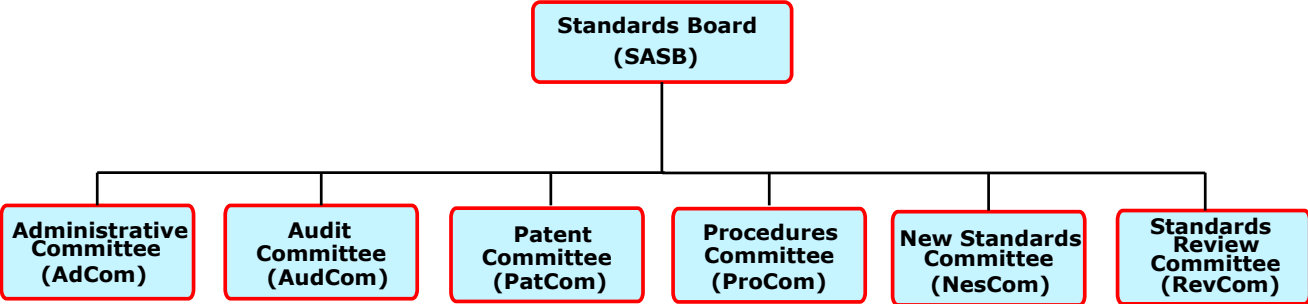 Standards Board
(SASB)
Administrative
Committee
(AdCom)
Audit
Committee
(AudCom)
Patent
Committee
(PatCom)
Procedures
Committee
(ProCom)
New Standards
Committee
(NesCom)
Standards
Review
Committee
(RevCom)